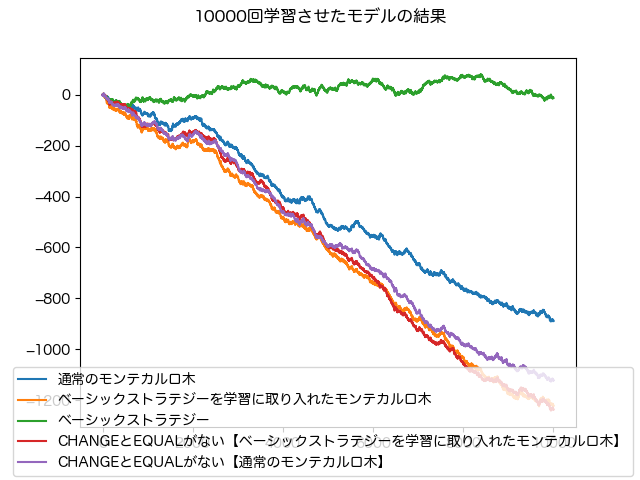 10000回学習させたモデルの結果
0
−200
−400
−600
−800
−1000
−1200
通常のモンテカルロ木
ベーシックストラテジーを学習に取り入れたモンテカルロ木
ベーシックストラテジー
CHANGEとEQUALがない【ベーシックストラテジーを学習に取り入れたモンテカルロ木】
CHANGEとEQUALがない【通常のモンテカルロ木】